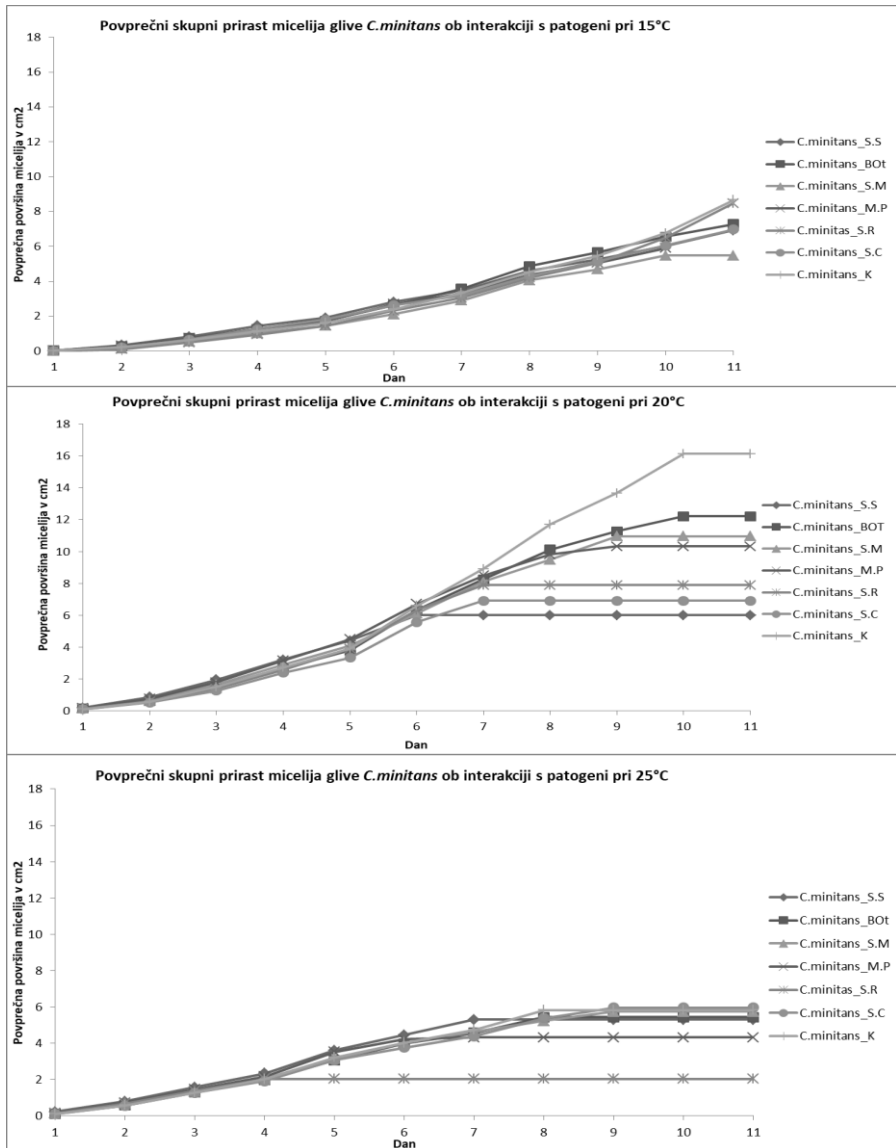 Povprečni skupni prirast micelija glive C.minitans ob interakciji s patogeni pri 15°C
Povprečna površina micelija v cm2
18
16
14
12
10
8
6
4
2
0
1 2 3 4 5 6 7 8 9 10 11
Dan
C.minitans_S.S
C.minitans_BOt
C.minitans_S.M
C.minitans_M.P
C.minitas_S.R
C.minitans_S.C
C.minitans_K
Povprečni skupni prirast micelija glive C.minitans ob interakciji s patogeni pri 20°C
Povprečna površina micelija v cm2
18
16
14
12
10
8
6
4
2
0
1 2 3 4 5 6 7 8 9 10 11
Dan
C.minitans_S.S
C.minitans_BOT
C.minitans_S.M
C.minitans_M.P
C.minitans_S.R
C.minitans_S.C
C.minitans_K
Povprečni skupni prirast micelija glive C.minitans ob interakciji s patogeni pri 25°C
Povprečna površina micelija v cm2
18
16
14
12
10
8
6
4
2
0
1 2 3 4 5 6 7 8 9 10 11
Dan
C.minitans_S.S
C.minitans_BOt
C.minitans_S.M
C.minitans_M.P
C.minitas_S.R
C.minitans_S.C
C.minitans_K